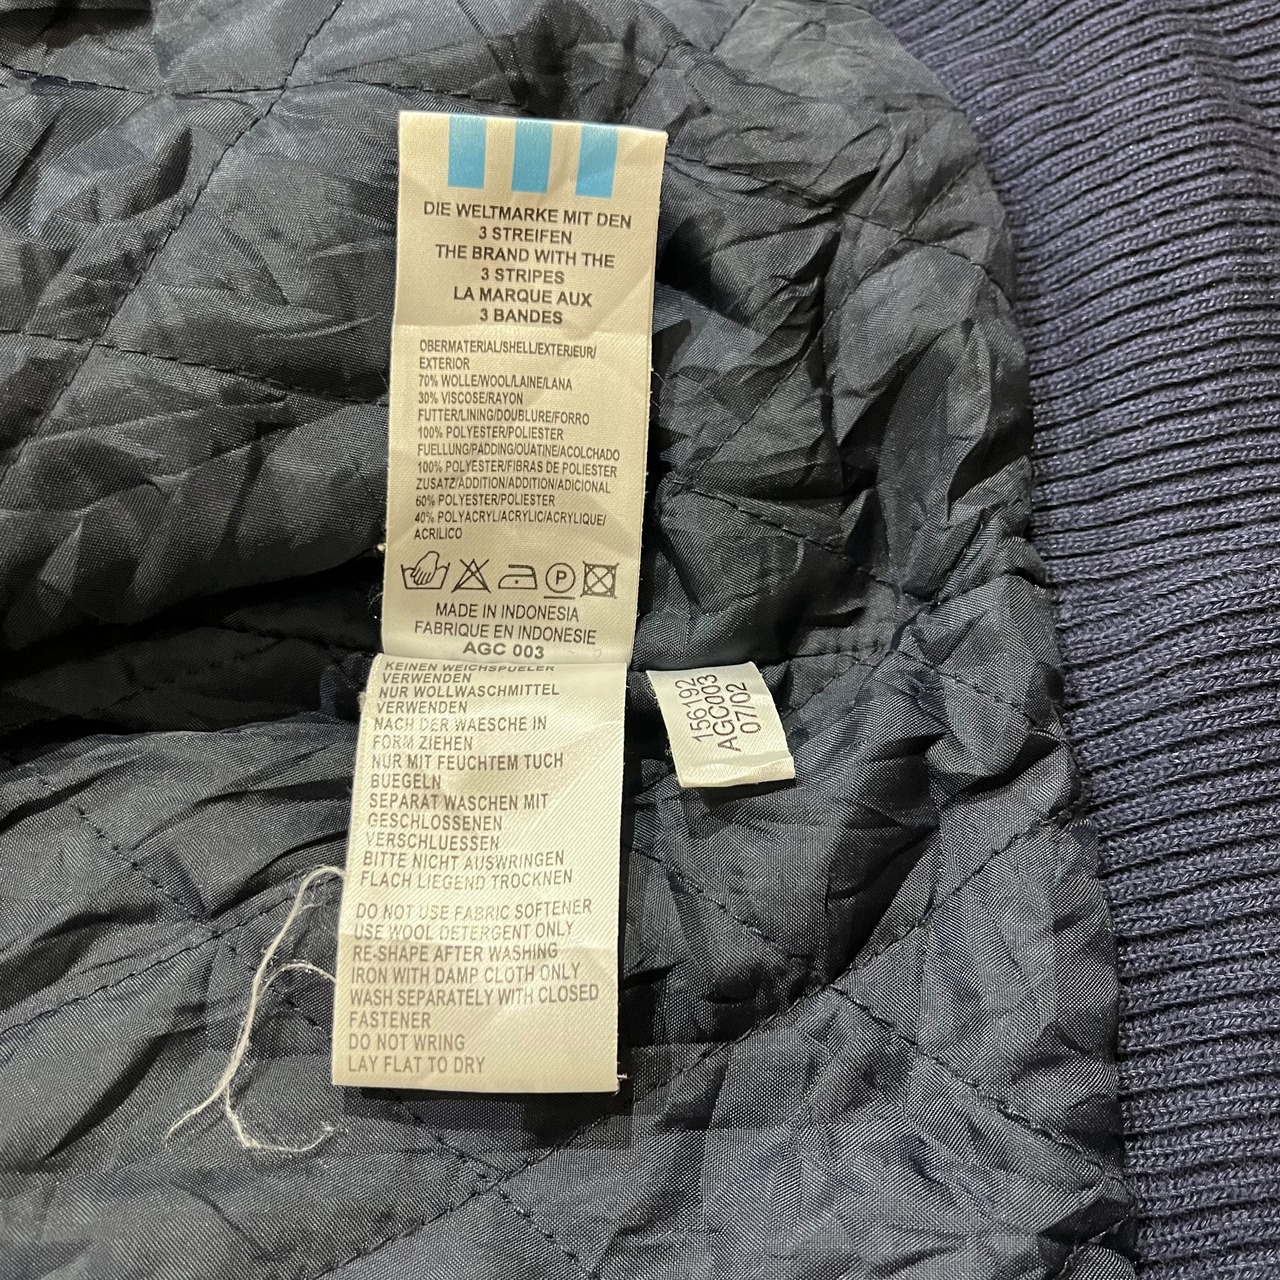 DIE WELTMARKE MIT DEN
3 STREIFEN
THE BRAND WITH THE
3 STRIPES
LA MARQUE AUX
3 BANDES
OBERMATERIAL/SHELL/EXTERIEUR/
EXTERIOR
70% WOLLE/WOOL/LAINE/LANA
30% VISCOSE/RAYON
FUTTER/LINING/DOUBLURE/FORRO
100% POLYESTER/POLIESTER
FUELLUNG/PADDING/OUATINE/ACOLCHADO
100% POLYESTER/FIBRAS DE POLIESTER
ZUSATZ/ADDITION/ADDITION/ADICIONAL
60% POLYESTER/POLIESTER
40% POLYACRYL/ACRYLIC/ACRYLIQUE/
ACRILICO
P
MADE IN INDONESIA
FABRIQUE EN INDONESIE
AGC 003
KEINEN WEICHSPUELER
VERWENDEN
NUR WOLLWASCHMITTEL
VERWENDEN
NACH DER WAESCHE IN
FORM ZIEHEN
NUR MIT FEUCHTEM TUCH
BUEGELN
SEPARAT WASCHEN MIT
GESCHLOSSENEN
VERSCHLUESSEN
BITTE NICHT AUSWRINGEN
FLACH LIEGEND TROCKNEN
DO NOT USE FABRIC SOFTENER
USE WOOL DETERGENT ONLY
RE-SHAPE AFTER WASHING
IRON WITH DAMP CLOTH ONLY
WASH SEPARATELY WITH CLOSED
FASTENER
DO NOT WRING
LAY FLAT TO DRY
156192
AGC003
07/02